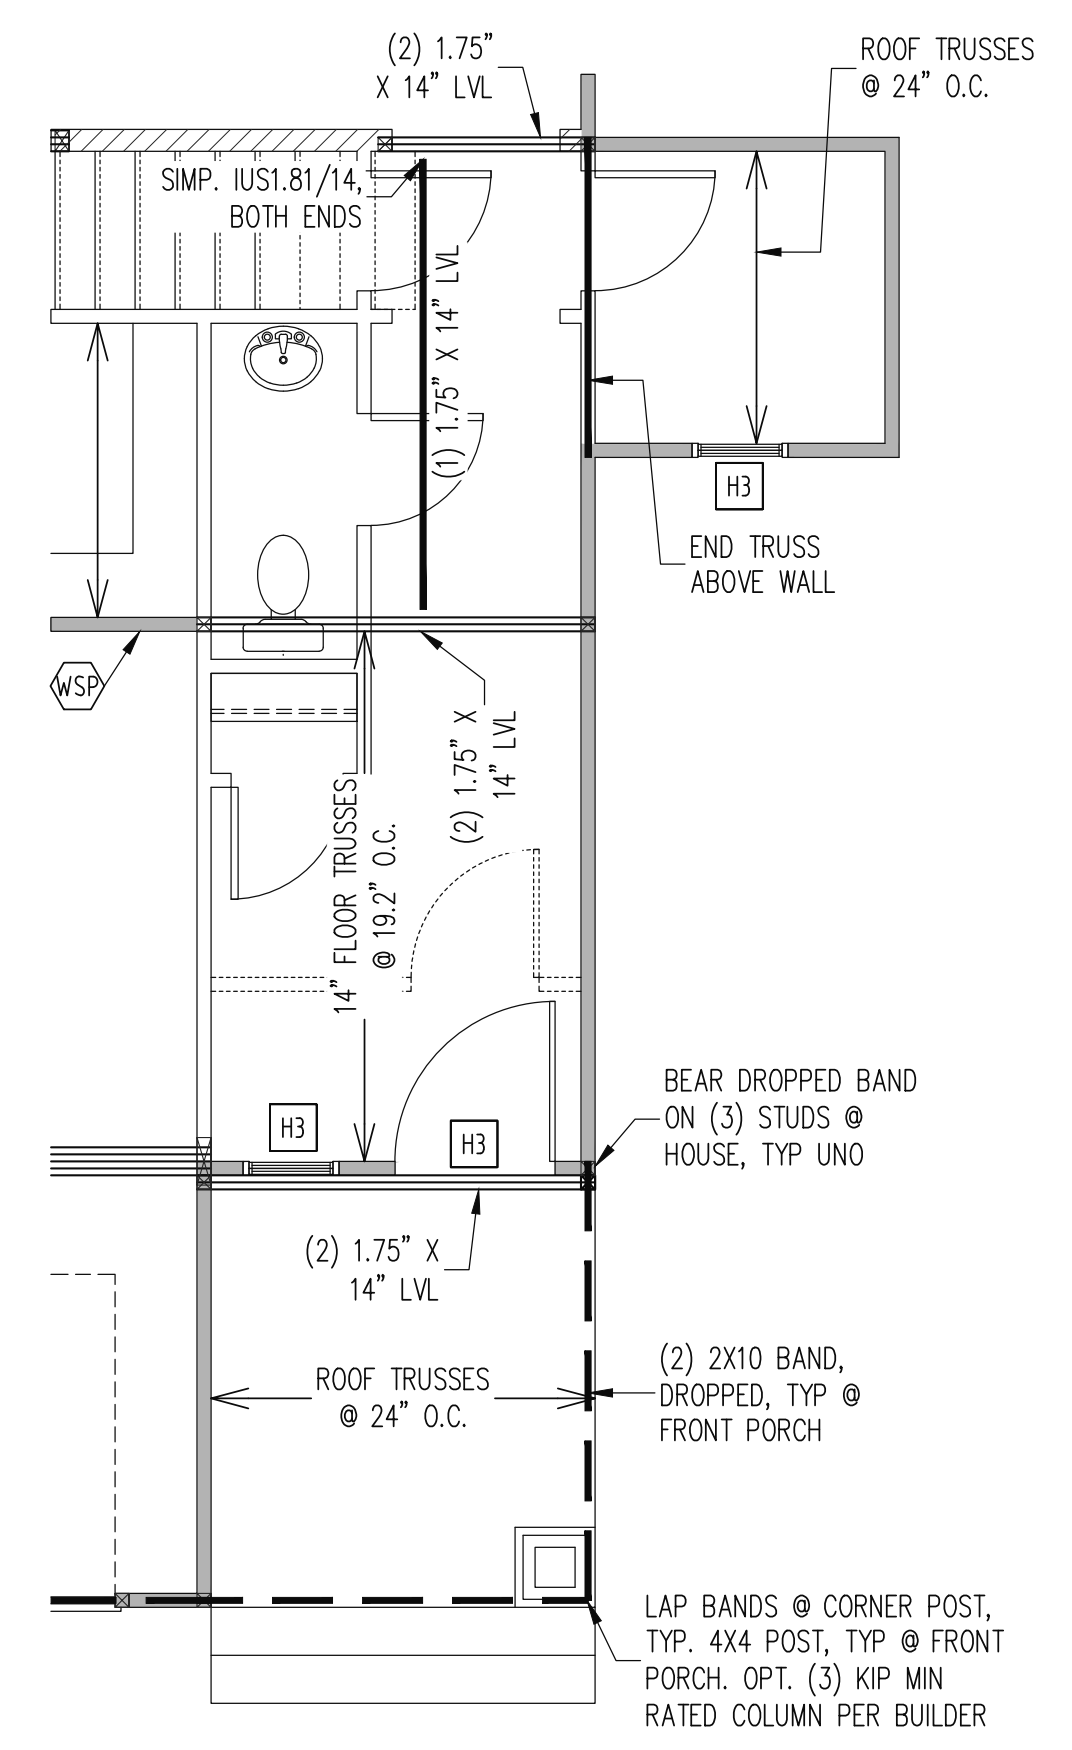 (2) 1.75"
X 14" LVL
ROOF TRUSSES
@ 24" O.C.
SIMP. IUS1.81/14,
BOTH ENDS
(1) 1.75" X 14" LVL
H3
END TRUSS
ABOVE WALL
WSP
(2) 1.75" X
14" LVL
14" FLOOR TRUSSES
@ 19.2" O.C.
BEAR DROPPED BAND
ON (3) STUDS @
HOUSE, TYP UNO
H3
H3
(2) 1.75" X
14" LVL
(2) 2X10 BAND,
DROPPED, TYP @
FRONT PORCH
ROOF TRUSSES
@ 24" O.C.
LAP BANDS @ CORNER POST,
TYP. 4X4 POST, TYP @ FRONT
PORCH. OPT. (3) KIP MIN
RATED COLUMN PER BUILDER